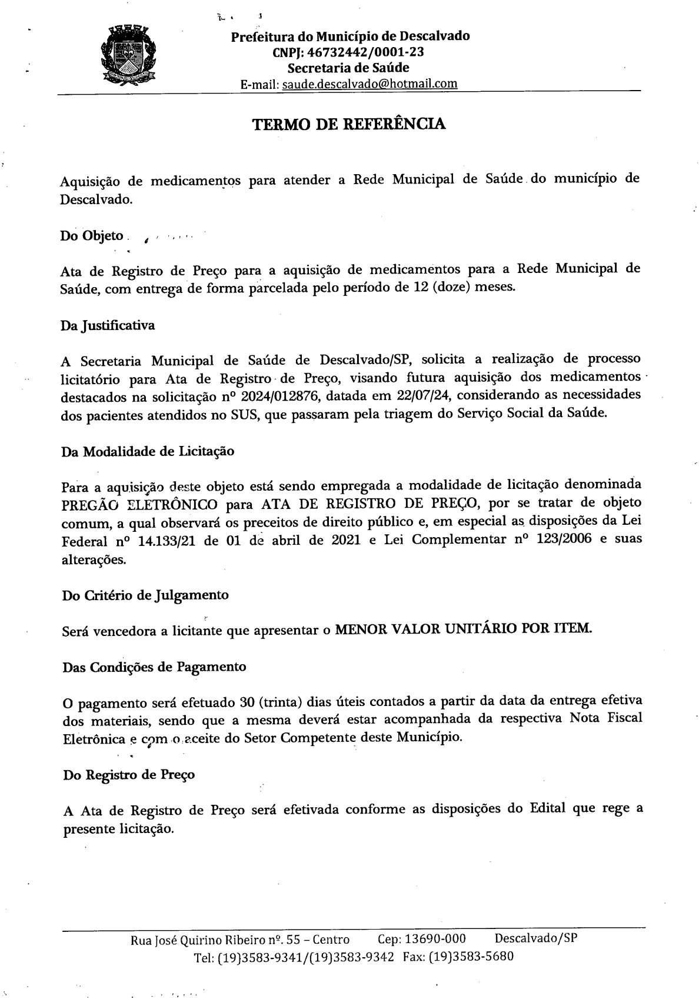 Prefeitura do Município de Descalvado
CNPJ: 46732442/0001-23
Secretaria de Saúde
E-mail: saude.descalvado@hotmail.com
TERMO DE REFERÊNCIA
Aquisição de medicamentos para atender a Rede Municipal de Saúde do município de
Descalvado.
Do Objeto
Ata de Registro de Preço para a aquisição de medicamentos para a Rede Municipal de
Saúde, com entrega de forma parcelada pelo período de 12 (doze) meses.
Da Justificativa
A Secretaria Municipal de Saúde de Descalvado/SP, solicita a realização de processo
licitatório para Ata de Registro de Preço, visando futura aquisição dos medicamentos
destacados na solicitação nº 2024/012876, datada em 22/07/24, considerando as necessidades
dos pacientes atendidos no SUS, que passaram pela triagem do Serviço Social da Saúde.
Da Modalidade de Licitação
Para a aquisição deste objeto está sendo empregada a modalidade de licitação denominada
PREGÃO ELETRÔNICO para ATA DE REGISTRO DE PREÇO, por se tratar de objeto
comum, a qual observará os preceitos de direito público e, em especial as disposições da Lei
Federal nº 14.133/21 de 01 de abril de 2021 e Lei Complementar nº 123/2006 e suas
alterações.
Do Critério de Julgamento
Será vencedora a licitante que apresentar o MENOR VALOR UNITÁRIO POR ITEM.
Das Condições de Pagamento
O pagamento será efetuado 30 (trinta) dias úteis contados a partir da data da entrega efetiva
dos materiais, sendo que a mesma deverá estar acompanhada da respectiva Nota Fiscal
Eletrônica e com o aceite do Setor Competente deste Município.
Do Registro de Preço
A Ata de Registro de Preço será efetivada conforme as disposições do Edital que rege a
presente licitação.
Rua José Quirino Ribeiro nº. 55 – Centro Cep: 13690-000 Descalvado/SP
Tel: (19)3583-9341/(19)3583-9342 Fax: (19)3583-5680